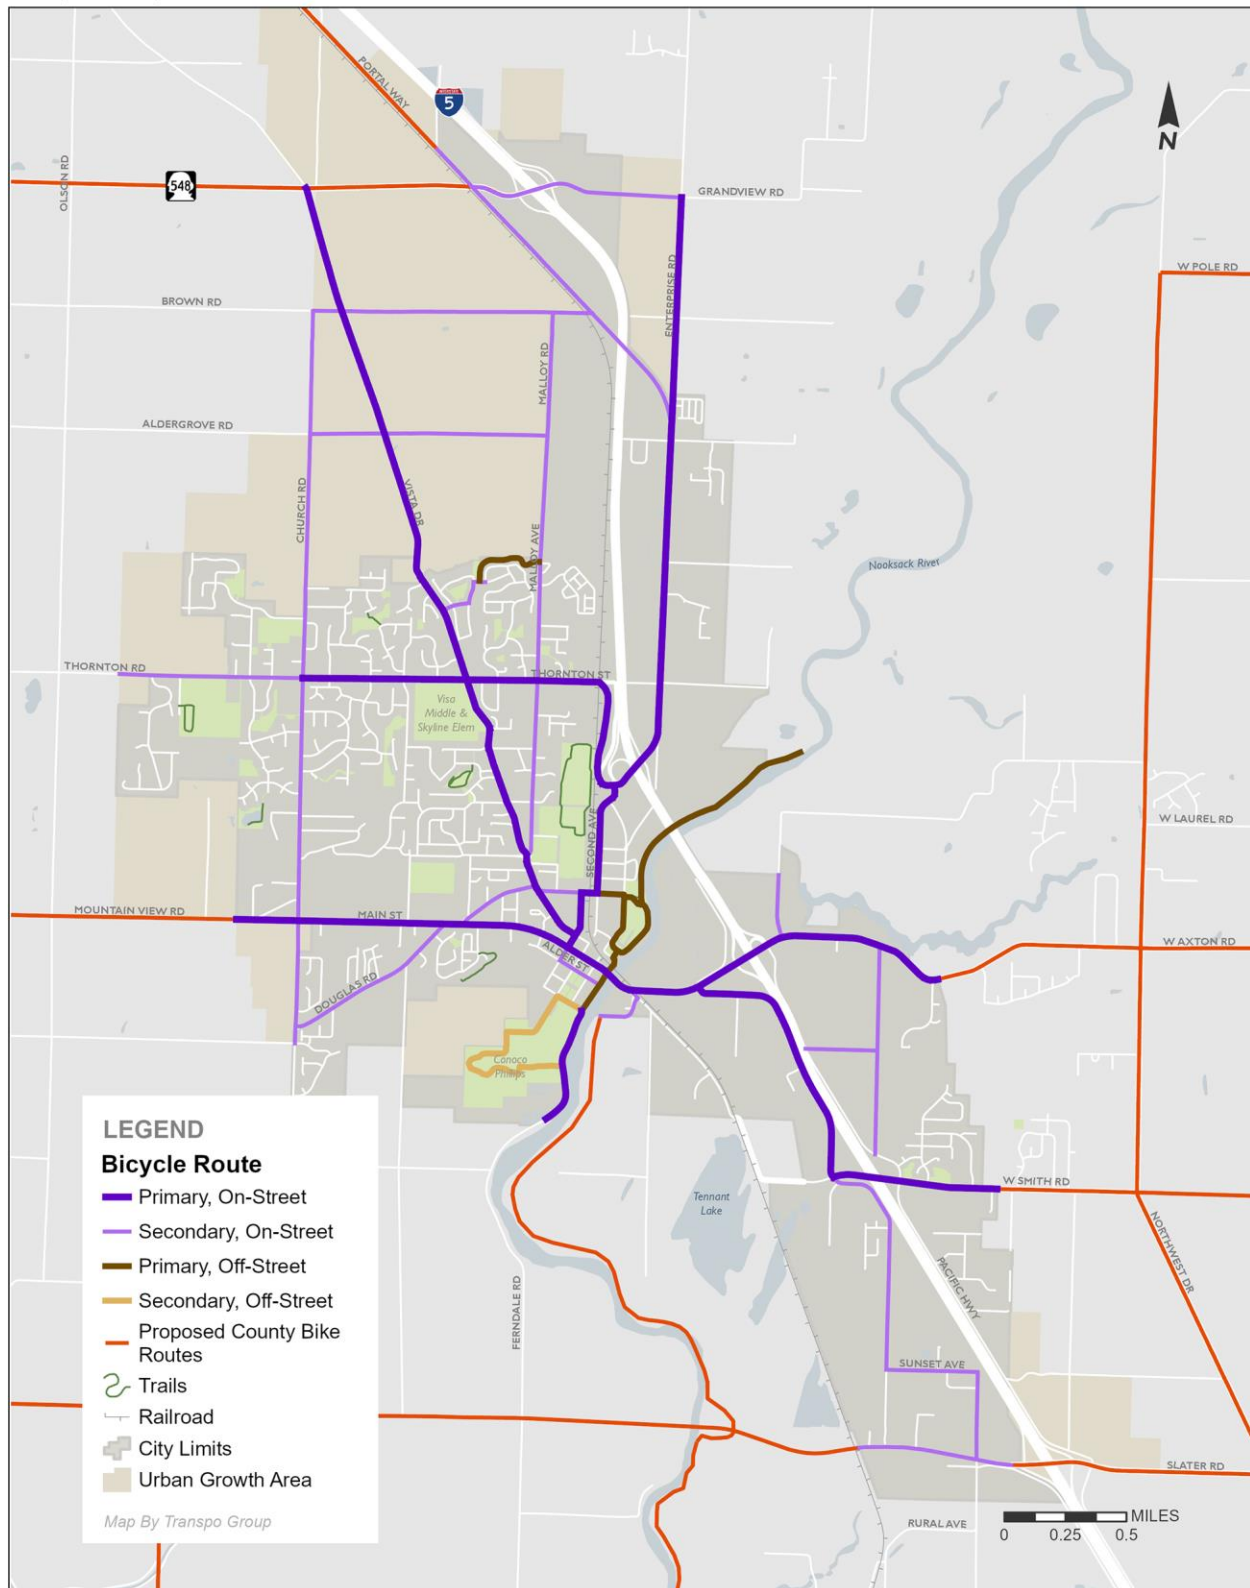 PORTAL WAY
INTERSTATE
5
N
OLSON RD
548
GRANDVIEW RD
ENTERPRISE RD
W POLE RD
BROWN RD
MALLOY RD
ALDERGROVE RD
CHURCH RD
VISTA DR
MALLOY AVE
Nooksack River
THORNTON RD
THORNTON ST
Visa
Middle &
Skyline Elem
SECOND AVE
W LAUREL RD
MOUNTAIN VIEW RD
MAIN ST
ALDER ST
W AXTON RD
DOUGLAS RD
Conoco
Phillips
W SMITH RD
Tennant
Lake
NORTHWEST DR
PACIFIC HWY
FERNDALE RD
SUNSET AVE
SLATER RD
RURAL AVE
MILES
0 0.25 0.5
LEGEND
Bicycle Route
Primary, On-Street
Secondary, On-Street
Primary, Off-Street
Secondary, Off-Street
Proposed County Bike
Routes
Trails
Railroad
City Limits
Urban Growth Area
Map By Transpo Group